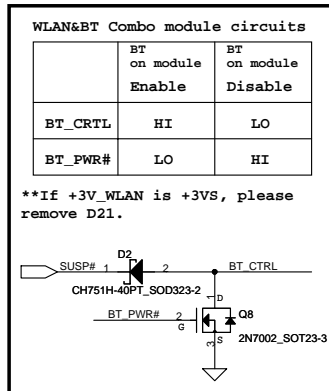 WLAN&BT Combo module circuits
BT on module Enable
BT on module Disable
BT_CRTL HI LO
BT_PWR# LO HI
**If +3V_WLAN is +3VS, please
remove D21.
D2
SUSP# 1 2 BT_CTRL
CH751H-40PT_SOD323-2
1 D
BT_PWR# 2 G
Q8
3 S
2N7002_SOT23-3